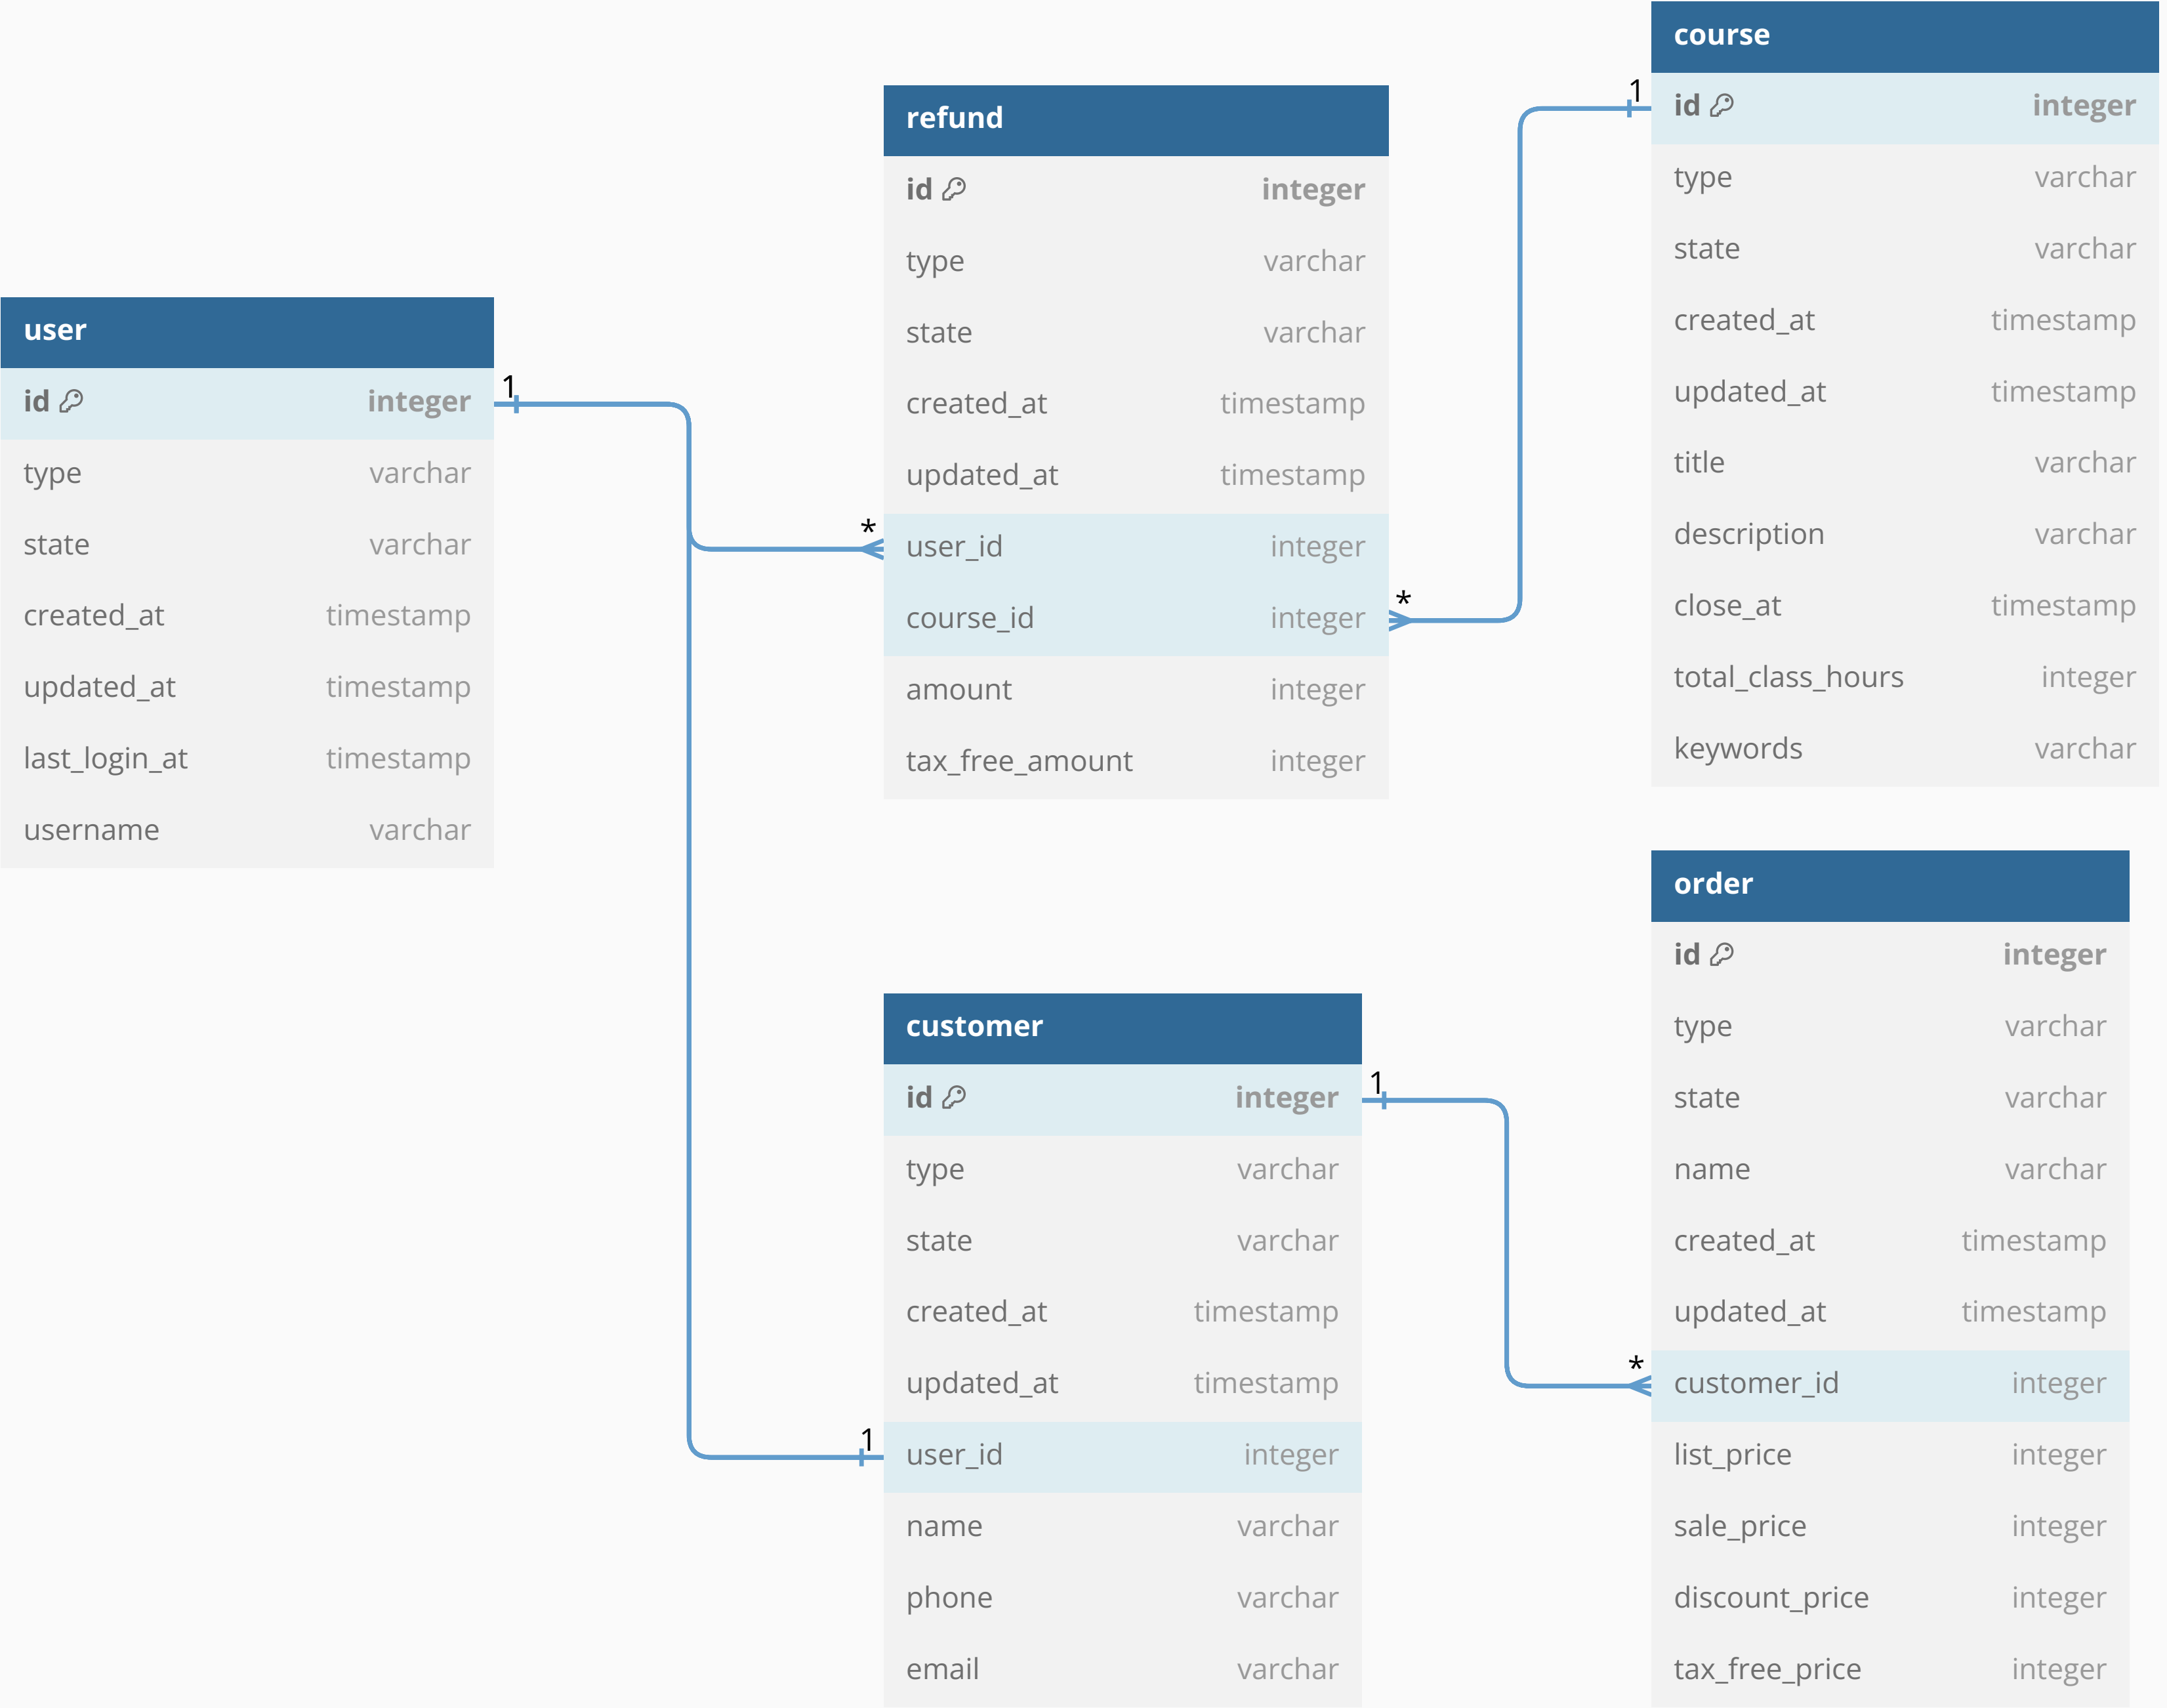 user
id integer
type varchar
state varchar
created_at timestamp
updated_at timestamp
last_login_at timestamp
username varchar
1
refund
id integer
type varchar
state varchar
created_at timestamp
updated_at timestamp
*
user_id integer
*
course_id integer
amount integer
tax_free_amount integer
course
1
id integer
type varchar
state varchar
created_at timestamp
updated_at timestamp
title varchar
description varchar
close_at timestamp
total_class_hours integer
keywords varchar
customer
1
id integer
type varchar
state varchar
created_at timestamp
updated_at timestamp
1
user_id integer
name varchar
phone varchar
email varchar
order
id integer
type varchar
state varchar
name varchar
created_at timestamp
updated_at timestamp
*
customer_id integer
list_price integer
sale_price integer
discount_price integer
tax_free_price integer